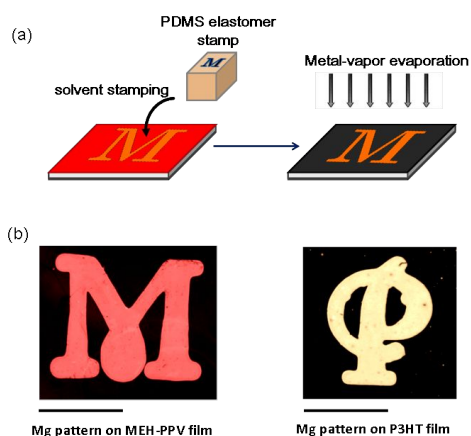 (a)
PDMS elastomer
stamp
M
Metal-vapor evaporation
solvent stamping
M
M
(b)
M
Φ
Mg pattern on MEH-PPV film
Mg pattern on P3HT film